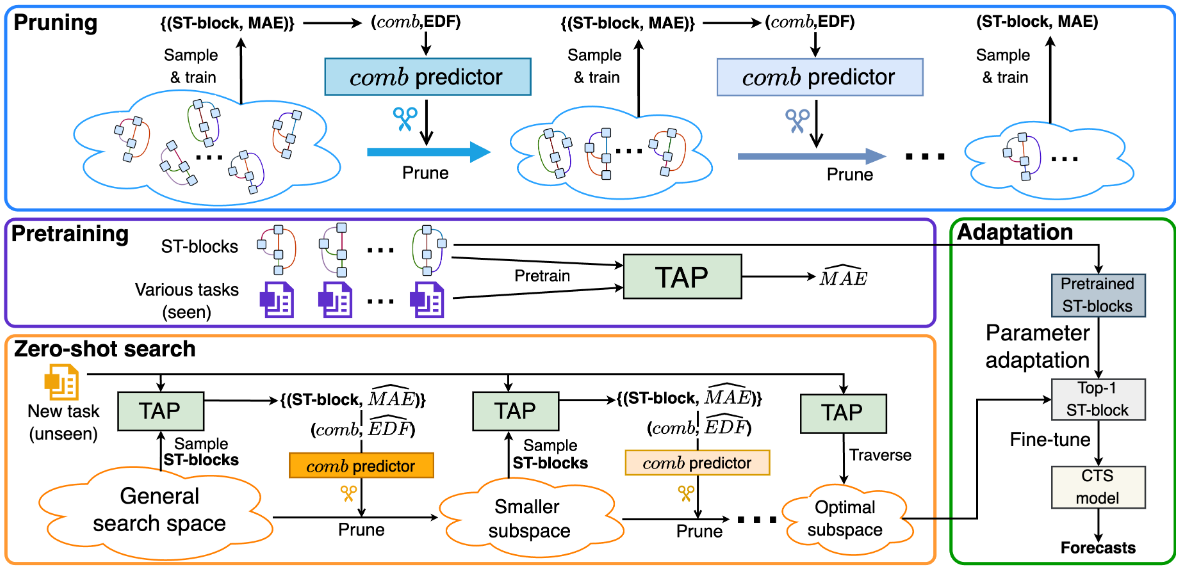 Pruning
{(ST-block, MAE)}
(comb,EDF)
{(ST-block, MAE)}
(comb,EDF)
(ST-block, MAE)
Sample
& train
comb predictor
Sample
& train
comb predictor
Sample
& train
...
Prune
...
Prune
...
...
Pretraining
ST-blocks
...
Various tasks
(seen)
...
Pretrain
TAP
\widehat{MAE}
Adaptation
Pretrained
ST-blocks
Parameter
adaptation
Top-1
ST-block
Fine-tune
CTS
model
Forecasts
Zero-shot search
New task
(unseen)
TAP
{(ST-block, \widehat{MAE})}
(comb, \widehat{EDF})
Sample
ST-blocks
comb predictor
General
search space
Prune
TAP
{(ST-block, \widehat{MAE})}
(comb, \widehat{EDF})
Sample
ST-blocks
comb predictor
Smaller
subspace
Prune
...
TAP
Traverse
Optimal
subspace